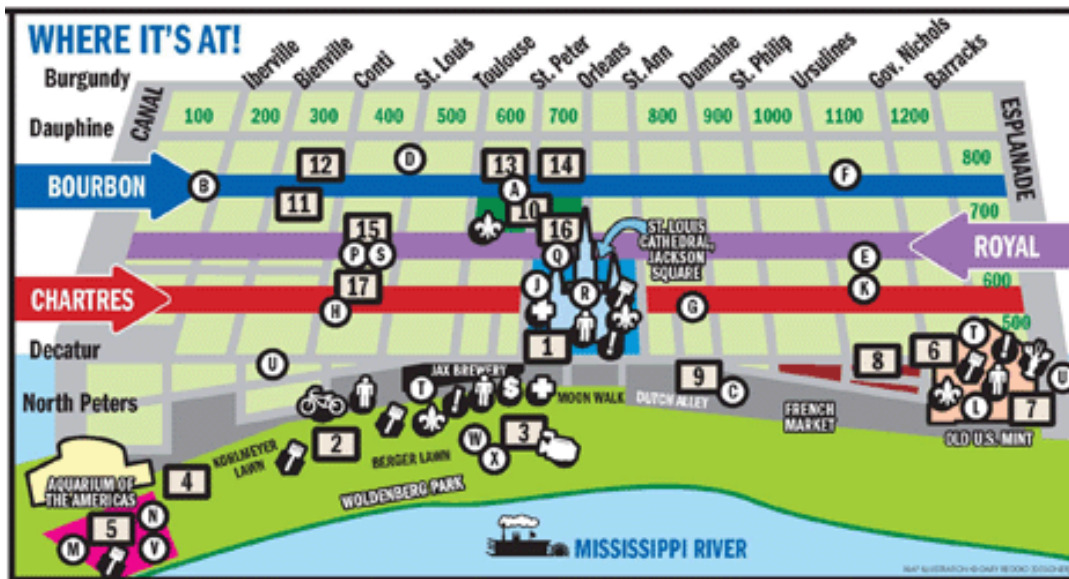 WHERE IT'S AT!
Burgundy
Iberville
Bienville
Conti
St. Louis
Toulouse
St. Peter
Orleans
St. Ann
Dumaine
St. Philip
Ursulines
Gov. Nichols
Barracks
Dauphine
CANAL
100 200 300 400 500 600 700 800 900 1000 1100 1200
ESPLANADE
800
12 D 13 14 F
BOURBON
B A
11 10
700
15 16
ST. LOUIS
CATHEDRAL,
JACKSON
SQUARE
ROYAL
P S Q E
600
17 J R K
CHARTRES
H G
500
T
Decatur
1 8 6
U
JAX BREWERY
9 U
North Peters
T $ MOON WALK
DUTCH ALLEY
C
FRENCH
MARKET
L 7
OLD U.S. MINT
2 W 3
X
KOHLMEYER
LAWN
BERGER LAWN
4
WOLDENBERG PARK
AQUARIUM OF
THE AMERICAS
5 N
M V
MISSISSIPPI RIVER